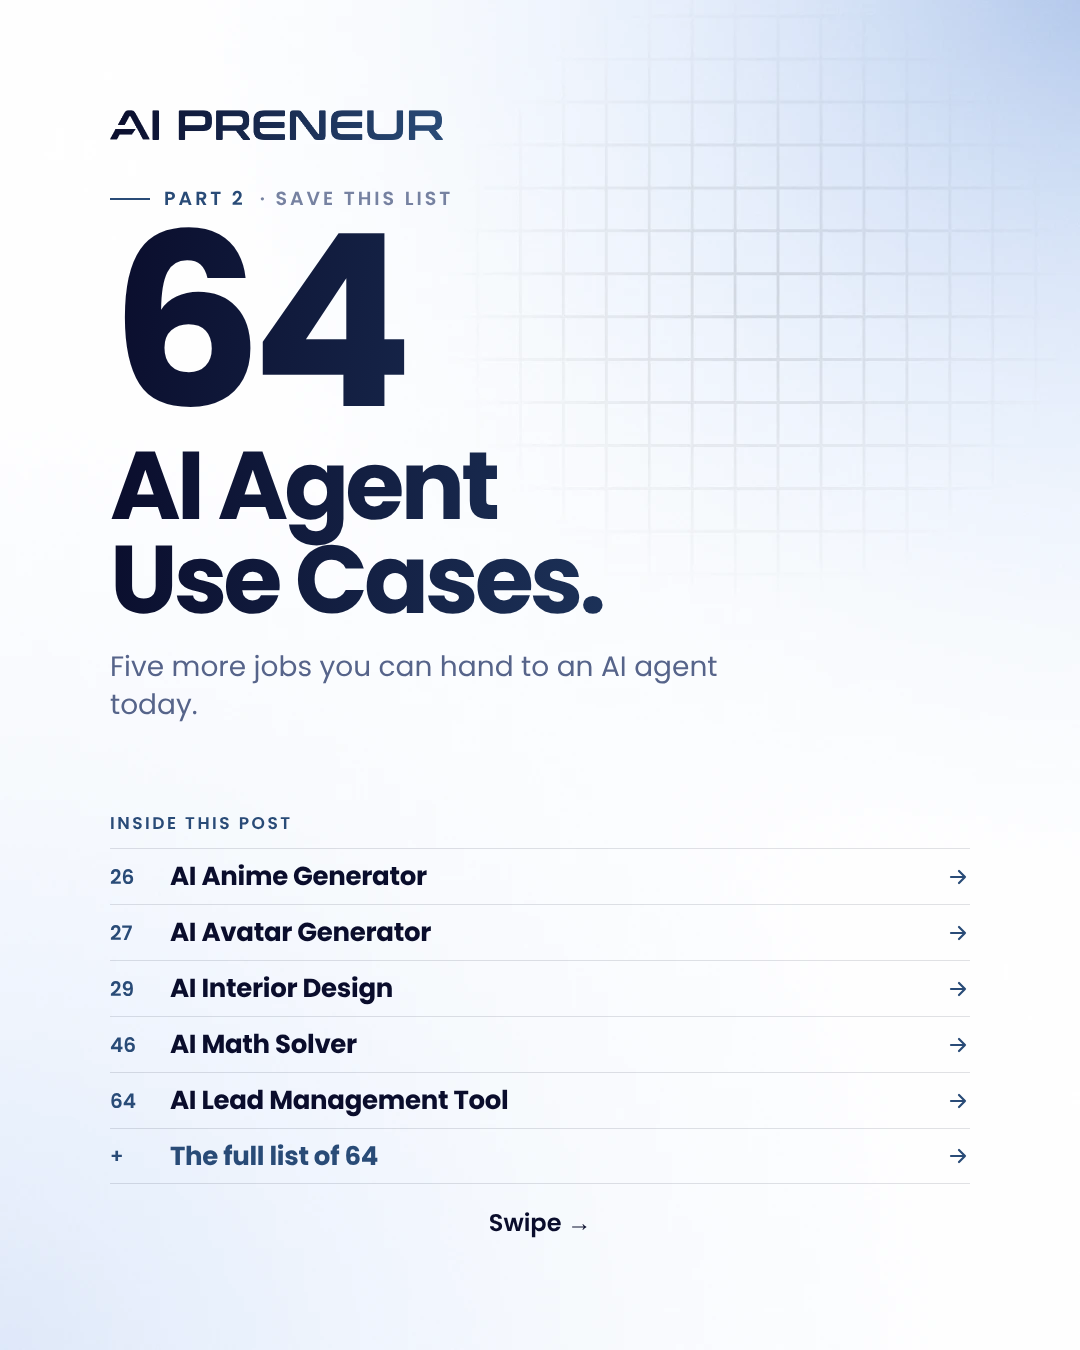 AI PRENEUR
PART 2 · SAVE THIS LIST
64
AI Agent
Use Cases.
Five more jobs you can hand to an AI agent
today.
INSIDE THIS POST
26 AI Anime Generator →
27 AI Avatar Generator →
29 AI Interior Design →
46 AI Math Solver →
64 AI Lead Management Tool →
+ The full list of 64 →
Swipe →